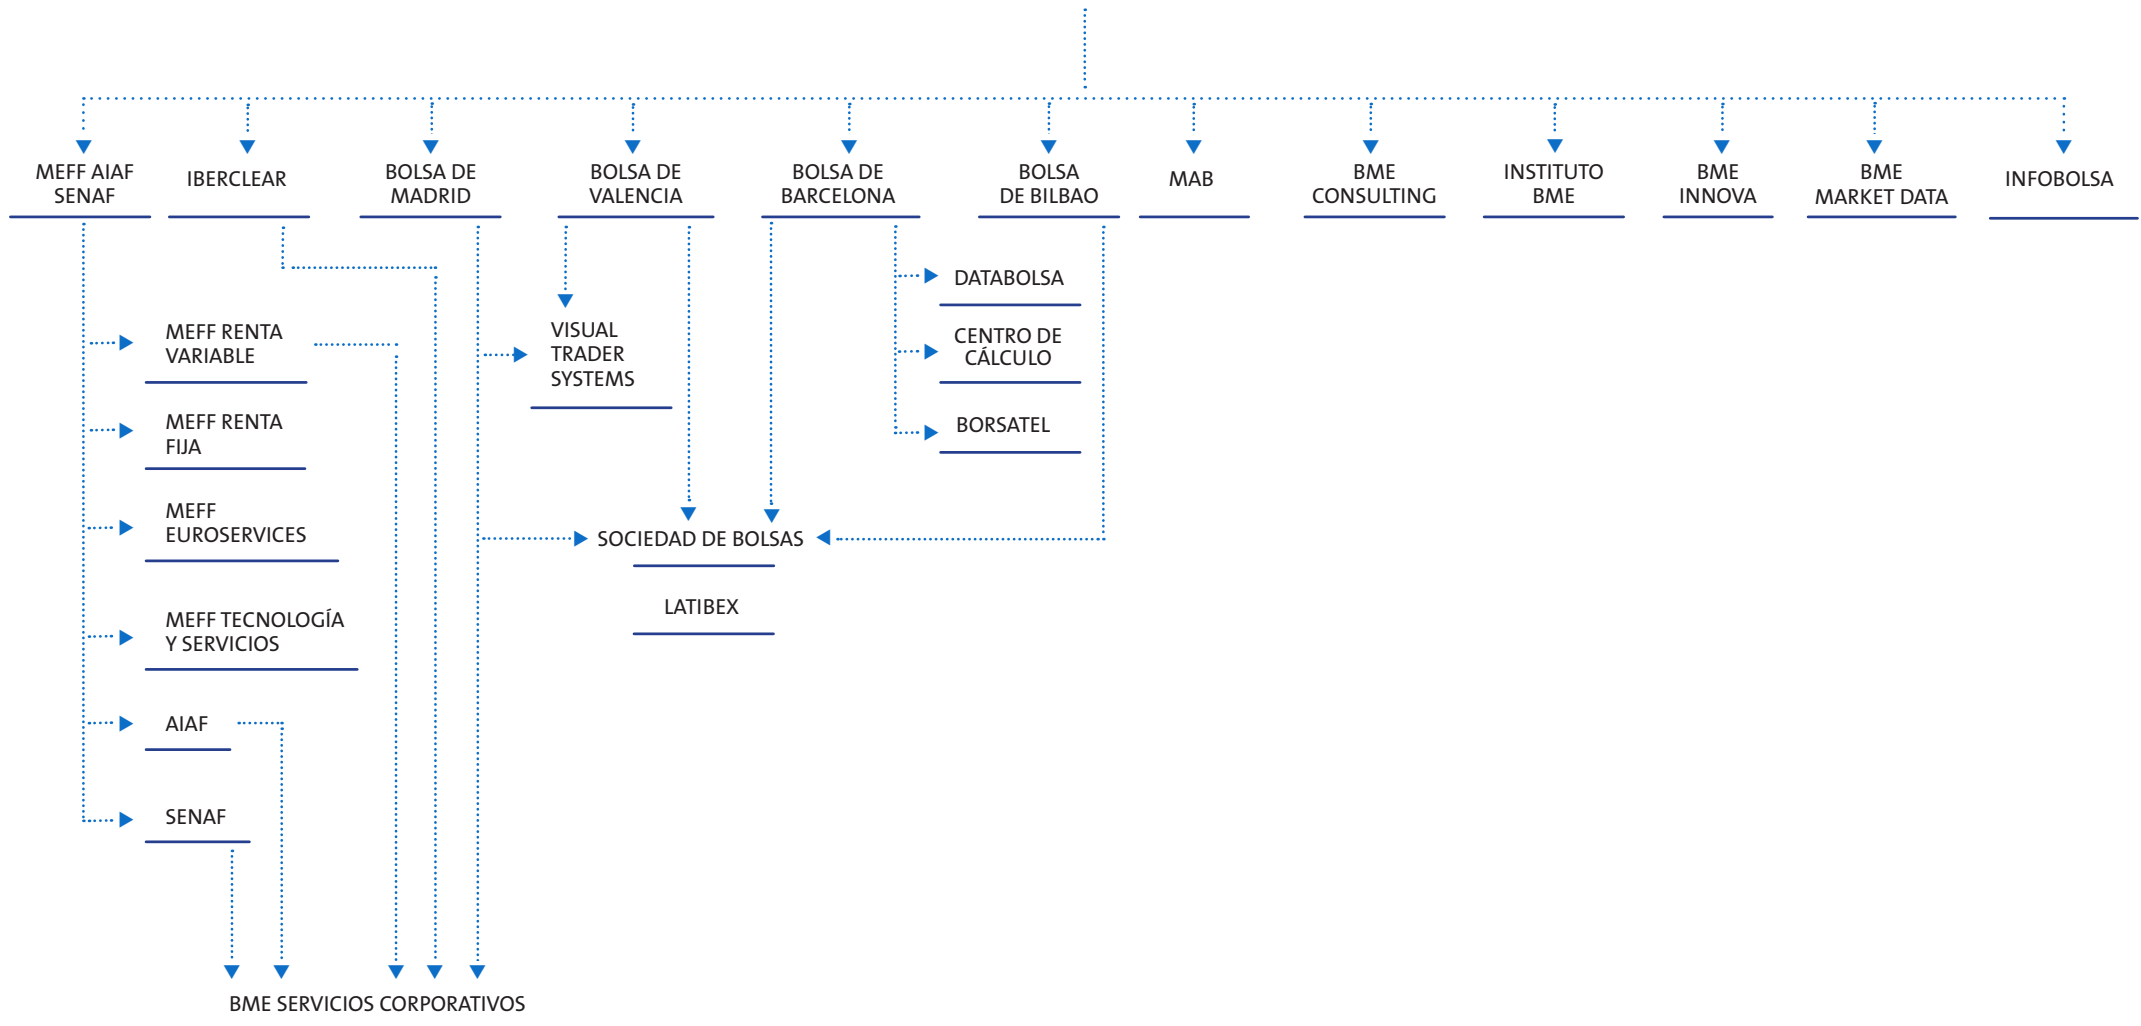 MEFF AIAF
SENAF
IBERCLEAR
BOLSA DE
MADRID
BOLSA DE
VALENCIA
BOLSA DE
BARCELONA
BOLSA
DE BILBAO
MAB
BME
CONSULTING
INSTITUTO
BME
BME
INNOVA
BME
MARKET DATA
INFOBOLSA
MEFF RENTA
VARIABLE
MEFF RENTA
FIJA
MEFF
EUROSERVICES
MEFF TECNOLOGÍA
Y SERVICIOS
AIAF
SENAF
VISUAL
TRADER
SYSTEMS
DATABOLSA
CENTRO DE
CÁLCULO
BORSATEL
SOCIEDAD DE BOLSAS
LATIBEX
BME SERVICIOS CORPORATIVOS